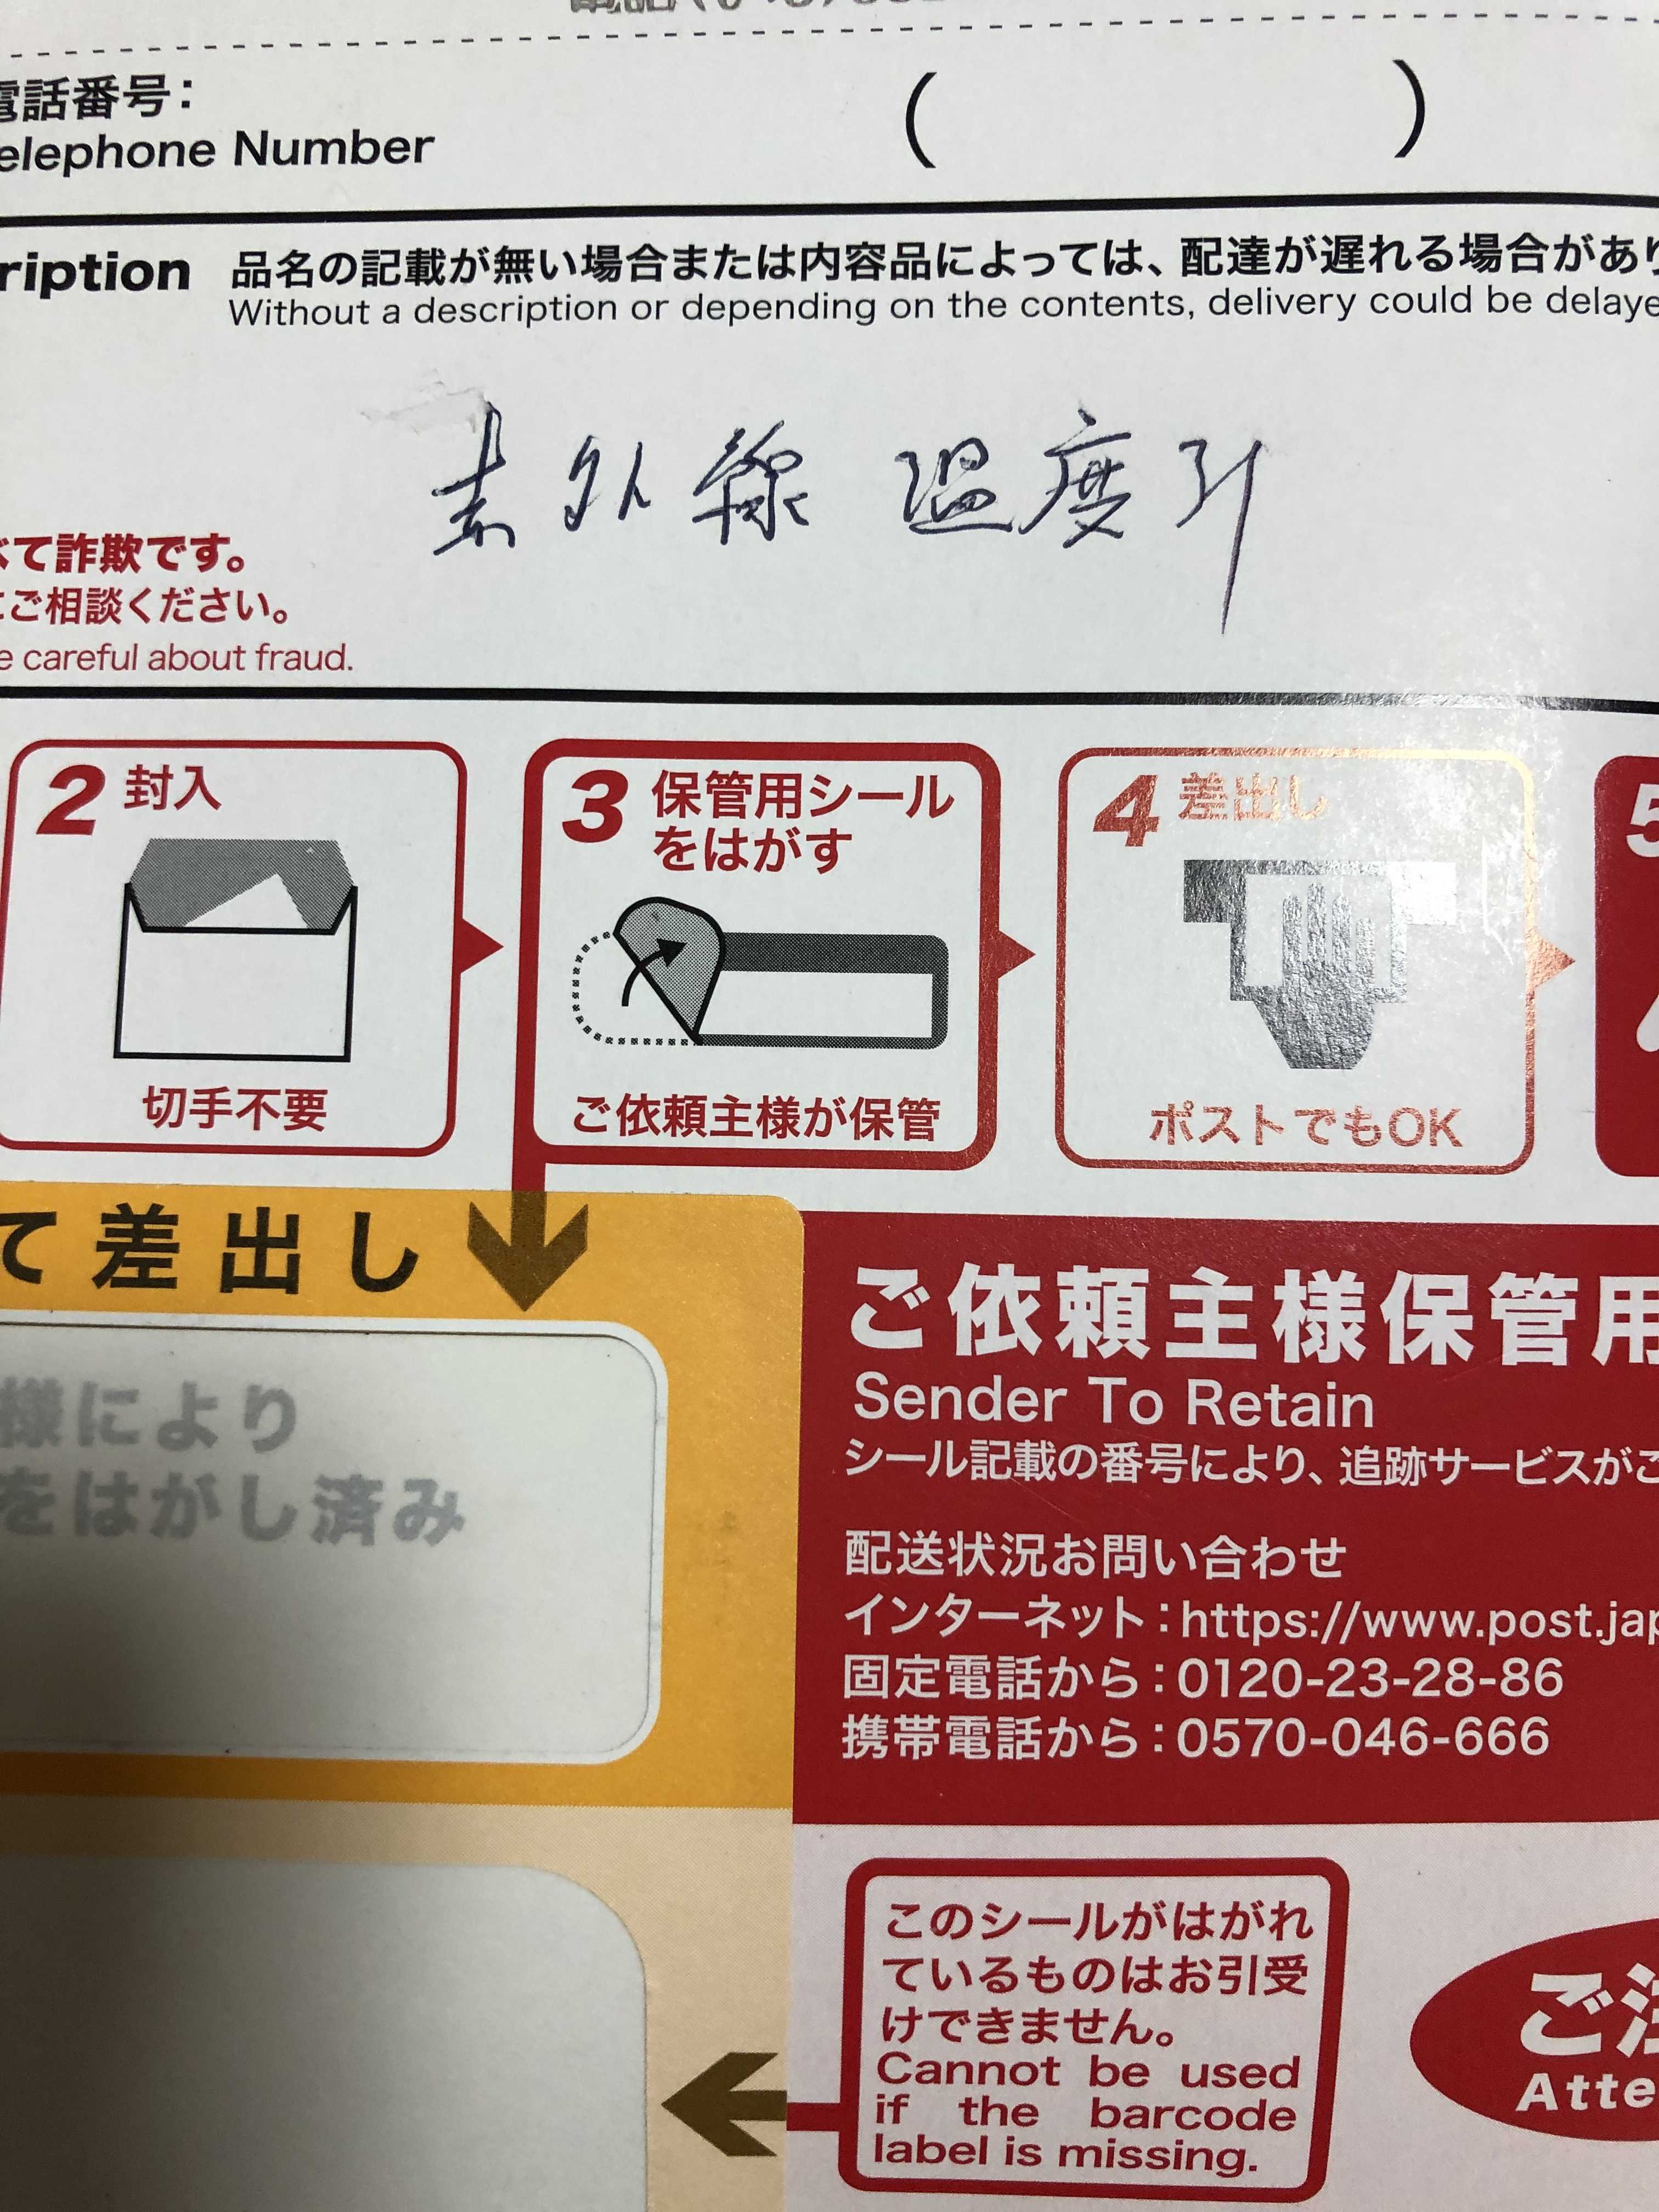 電話番号：
elephone Number
（　　　）
ription 品名の記載が無い場合または内容品によっては、配達が遅れる場合があり
Without a description or depending on the contents, delivery could be delaye
赤外線 温度計
べて詐欺です。
にご相談ください。
e careful about fraud.
2 封入
切手不要
3 保管用シール
をはがす
ご依頼主様が保管
4 差出し
ポストでもOK
5
て差出し
様により
をはがし済み
ご依頼主様保管用
Sender To Retain
シール記載の番号により、追跡サービスがご
配送状況お問い合わせ
インターネット：https://www.post.jap
固定電話から：0120-23-28-86
携帯電話から：0570-046-666
このシールがはがれ
ているものはお引受
けできません。
Cannot be used
if the barcode
label is missing.
ご注
Atte